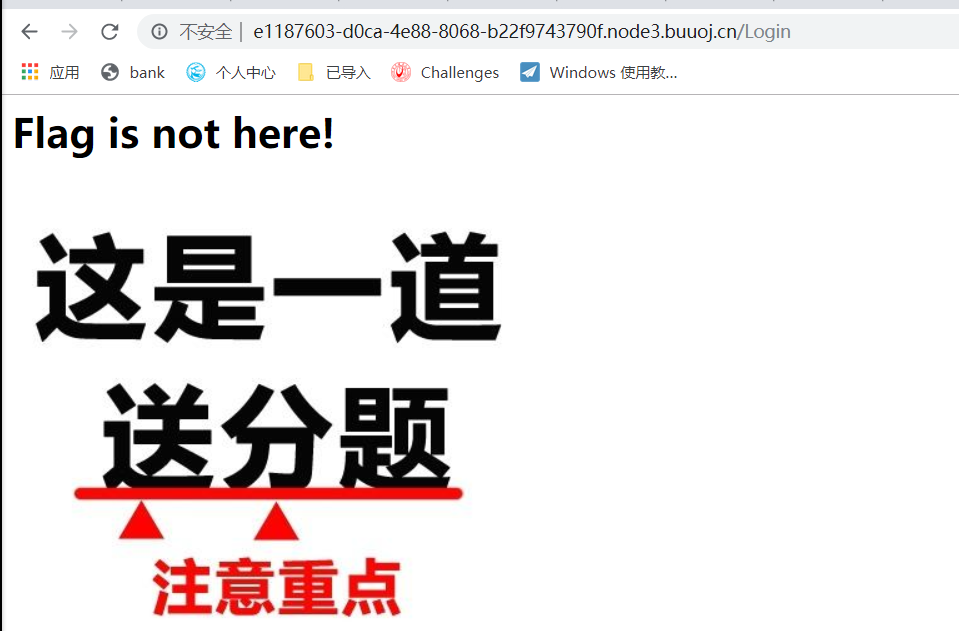 不安全 | e1187603-d0ca-4e88-8068-b22f9743790f.node3.buuoj.cn/Login
应用 bank 个人中心 已导入 Challenges Windows 使用教...
Flag is not here!
这是一道
送分题
注意重点